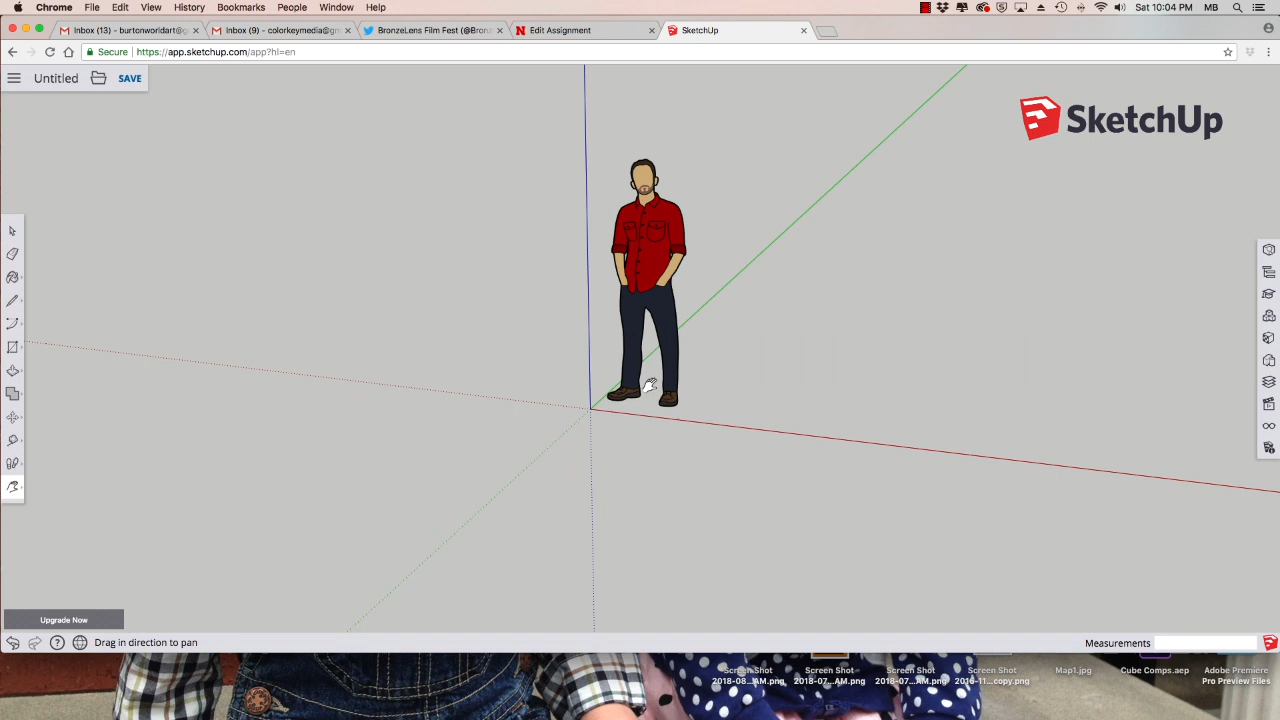 Chrome File Edit View History Bookmarks People Window Help Sat 10:04 PM MB
Inbox (13) - burtonworldart@g Inbox (9) - colorkeymedia@gm BronzeLens Film Fest (@Bron Edit Assignment SketchUp
Secure https://app.sketchup.com/app?hl=en
Untitled SAVE
SketchUp
Upgrade Now
Drag in direction to pan Measurements
Screen Shot 2018-08...AM.png
Screen Shot 2018-07...AM.png
Screen Shot 2018-07...AM.png
Screen Shot 2016-11...copy.png
Map1.jpg
Cube Comps.aep
Adobe Premiere Pro Preview Files